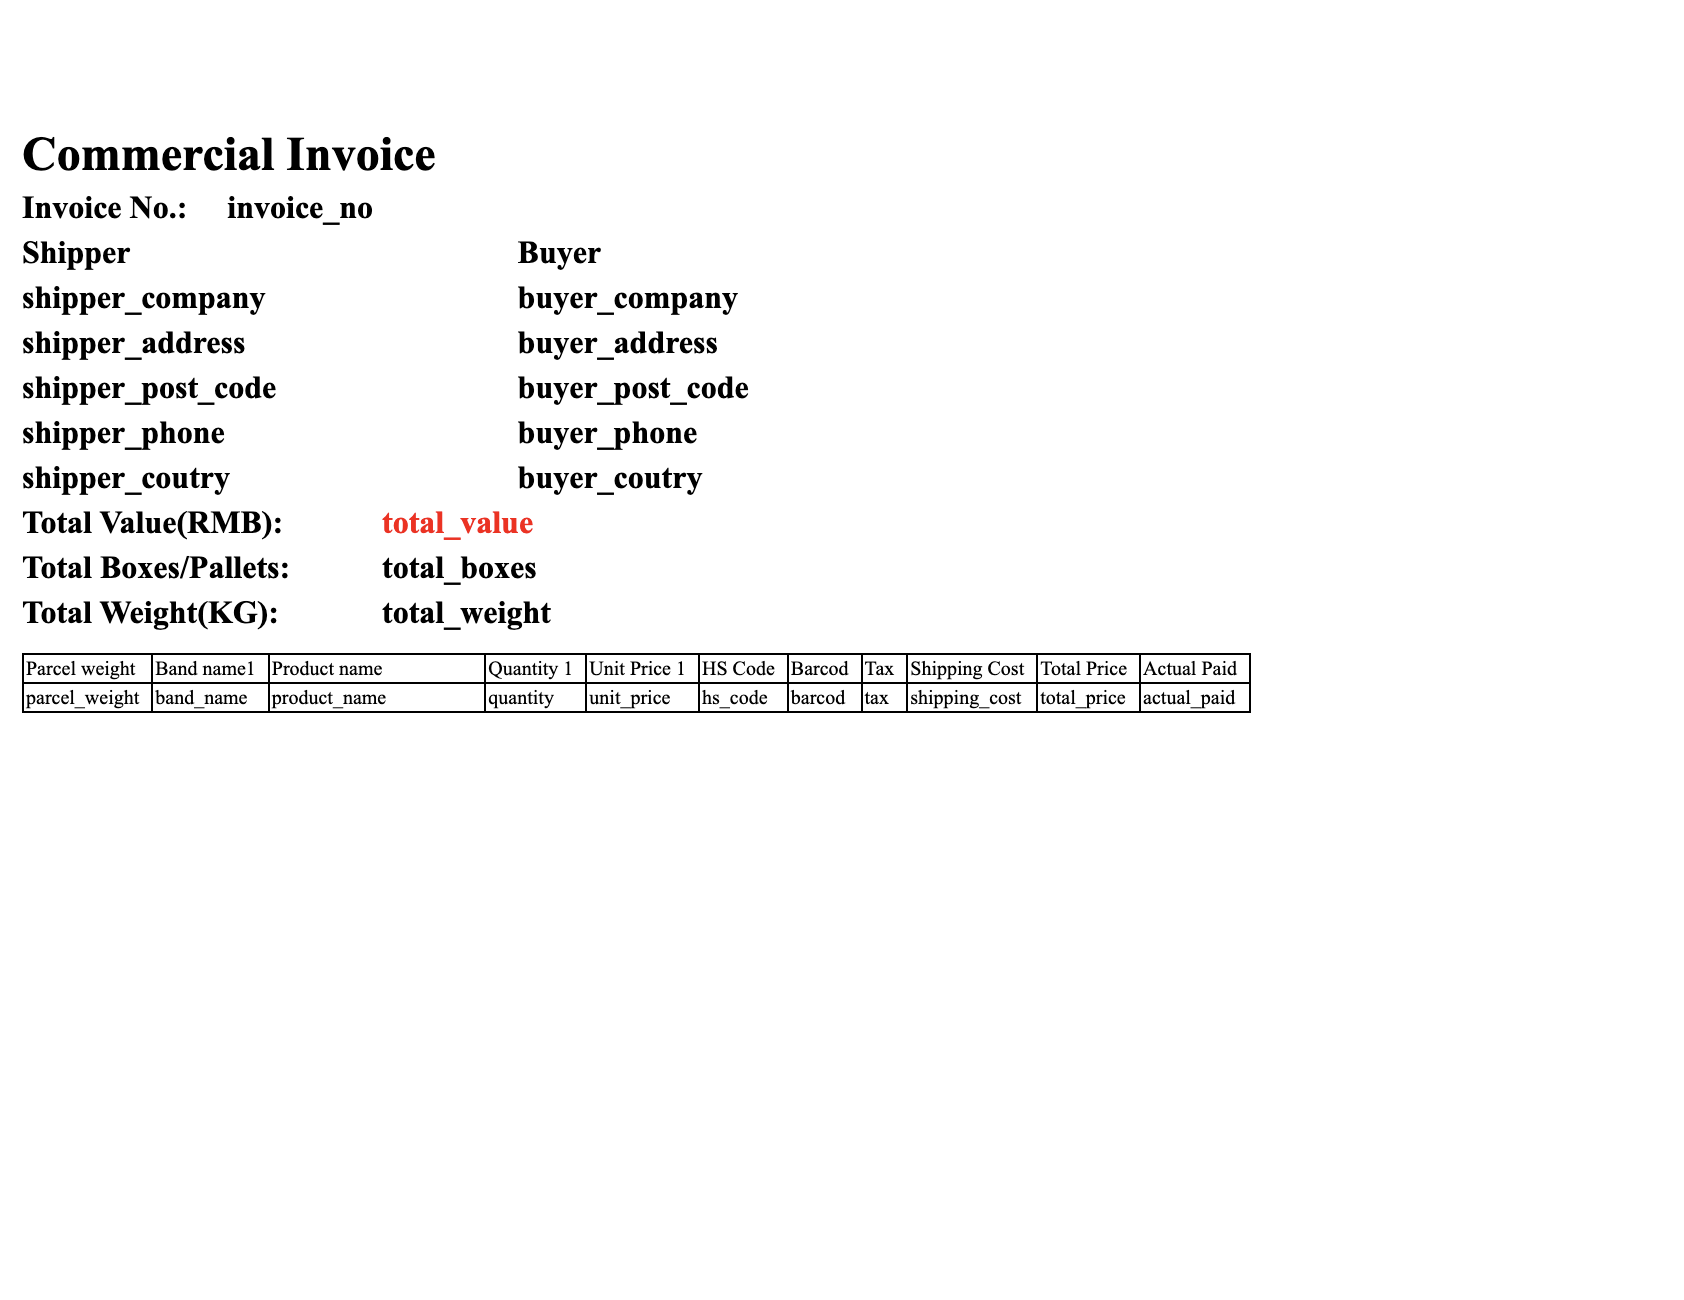 Commercial Invoice
Invoice No.: invoice_no
Shipper Buyer
shipper_company buyer_company
shipper_address buyer_address
shipper_post_code buyer_post_code
shipper_phone buyer_phone
shipper_coutry buyer_coutry
Total Value(RMB): total_value
Total Boxes/Pallets: total_boxes
Total Weight(KG): total_weight
Parcel weight Band name1 Product name Quantity 1 Unit Price 1 HS Code Barcod Tax Shipping Cost Total Price Actual Paid
parcel_weight band_name product_name quantity unit_price hs_code barcod tax shipping_cost total_price actual_paid